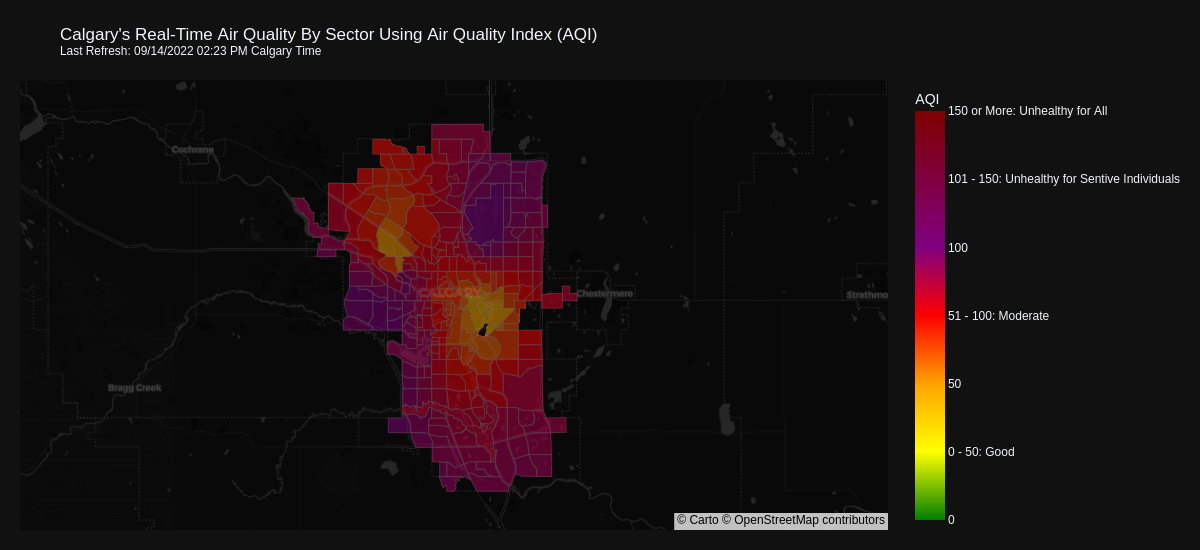 Calgary's Real-Time Air Quality By Sector Using Air Quality Index (AQI)
Last Refresh: 09/14/2022 02:23 PM Calgary Time
AQI
150 or More: Unhealthy for All
Cochrane
101 - 150: Unhealthy for Sentive Individuals
100
CALGARY
Chestermere
Strathmo
51 - 100: Moderate
50
Bragg Creek
0 - 50: Good
0
© Carto © OpenStreetMap contributors